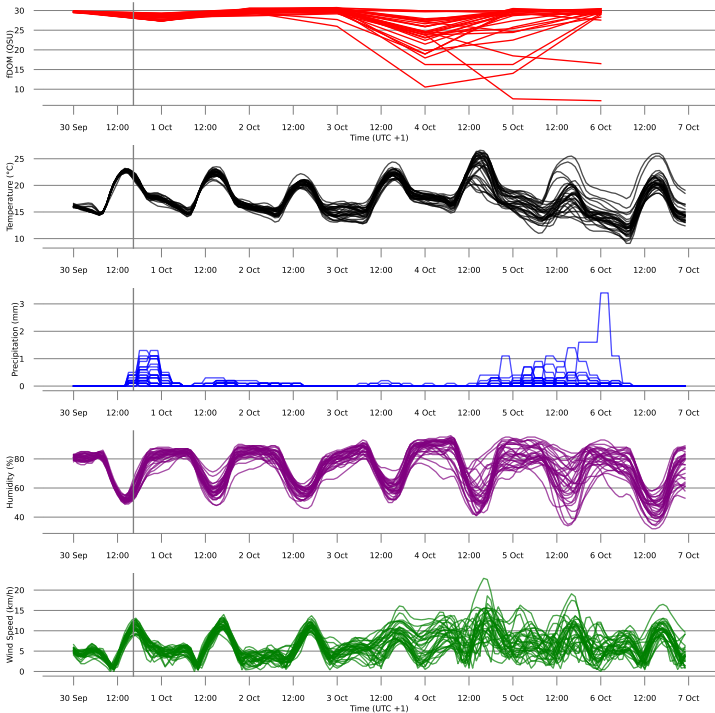 30
25
20
15
10
fDOM (QSU)
30 Sep 12:00 1 Oct 12:00 2 Oct 12:00 3 Oct 12:00 4 Oct 12:00 5 Oct 12:00 6 Oct 12:00 7 Oct
Time (UTC +1)
25
20
15
10
Temperature (°C)
30 Sep 12:00 1 Oct 12:00 2 Oct 12:00 3 Oct 12:00 4 Oct 12:00 5 Oct 12:00 6 Oct 12:00 7 Oct
3
2
1
0
Precipitation (mm)
30 Sep 12:00 1 Oct 12:00 2 Oct 12:00 3 Oct 12:00 4 Oct 12:00 5 Oct 12:00 6 Oct 12:00 7 Oct
80
60
40
Humidity (%)
30 Sep 12:00 1 Oct 12:00 2 Oct 12:00 3 Oct 12:00 4 Oct 12:00 5 Oct 12:00 6 Oct 12:00 7 Oct
20
15
10
5
0
Wind Speed (km/h)
30 Sep 12:00 1 Oct 12:00 2 Oct 12:00 3 Oct 12:00 4 Oct 12:00 5 Oct 12:00 6 Oct 12:00 7 Oct
Time (UTC +1)